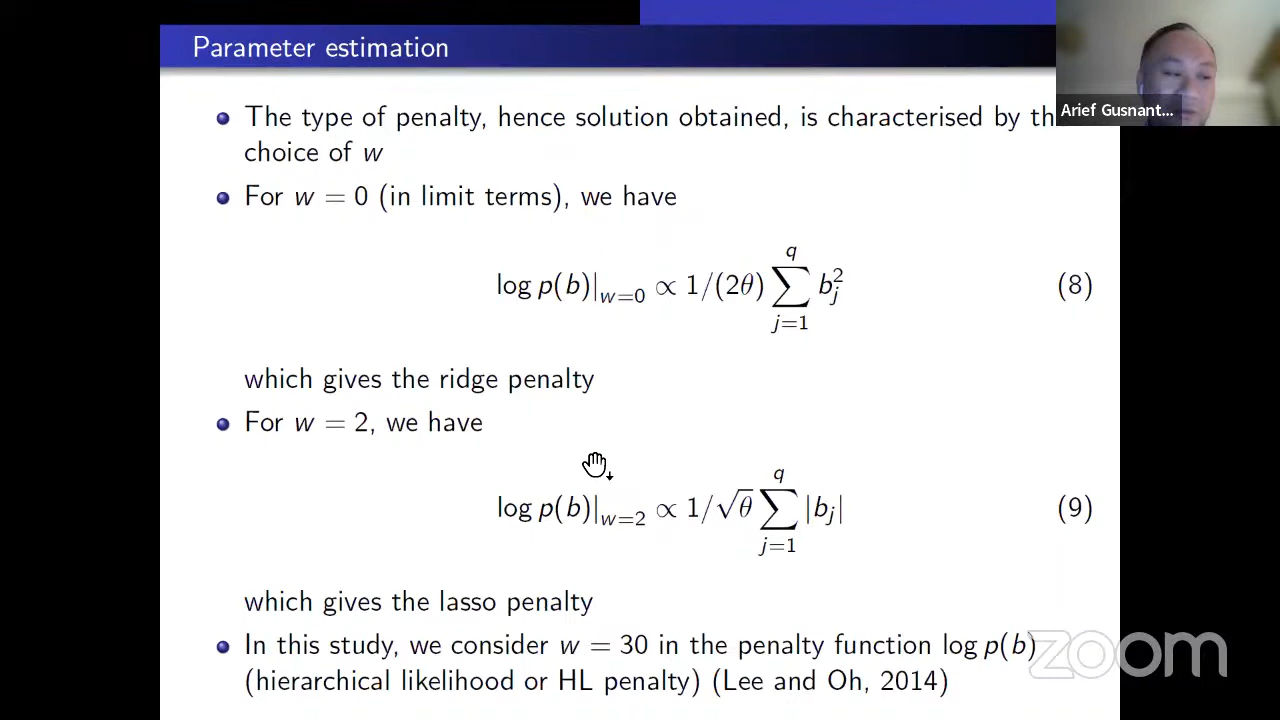 Parameter estimation
Arief Gusnant...
The type of penalty, hence solution obtained, is characterised by th
choice of w
For w = 0 (in limit terms), we have
log p(b)|_{w=0} ∝ 1/(2θ) ∑_{j=1}^{q} b_j^2 (8)
which gives the ridge penalty
For w = 2, we have
log p(b)|_{w=2} ∝ 1/√θ ∑_{j=1}^{q} |b_j| (9)
which gives the lasso penalty
In this study, we consider w = 30 in the penalty function log p(b)
(hierarchical likelihood or HL penalty) (Lee and Oh, 2014)
zoom